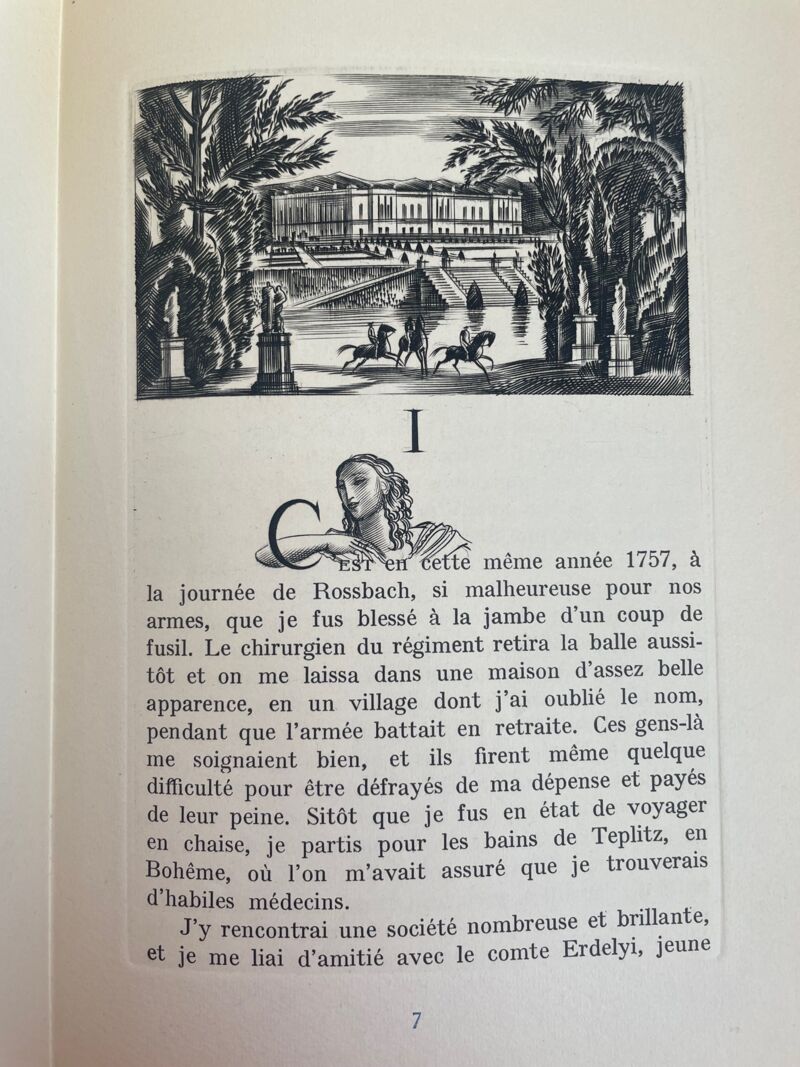 I
C'EST en cette même année 1757, à
la journée de Rossbach, si malheureuse pour nos
armes, que je fus blessé à la jambe d'un coup de
fusil. Le chirurgien du régiment retira la balle aussi-
tôt et on me laissa dans une maison d'assez belle
apparence, en un village dont j'ai oublié le nom,
pendant que l'armée battait en retraite. Ces gens-là
me soignaient bien, et ils firent même quelque
difficulté pour être défrayés de ma dépense et payés
de leur peine. Sitôt que je fus en état de voyager
en chaise, je partis pour les bains de Teplitz, en
Bohême, où l'on m'avait assuré que je trouverais
d'habiles médecins.
J'y rencontrai une société nombreuse et brillante,
et je me liai d'amitié avec le comte Erdelyi, jeune
7